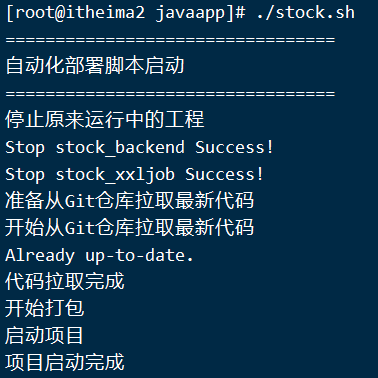 [root@itheima2 javaapp]# ./stock.sh
=================================
自动化部署脚本启动
=================================
停止原来运行中的工程
Stop stock_backend Success!
Stop stock_xxljob Success!
准备从Git仓库拉取最新代码
开始从Git仓库拉取最新代码
Already up-to-date.
代码拉取完成
开始打包
启动项目
项目启动完成